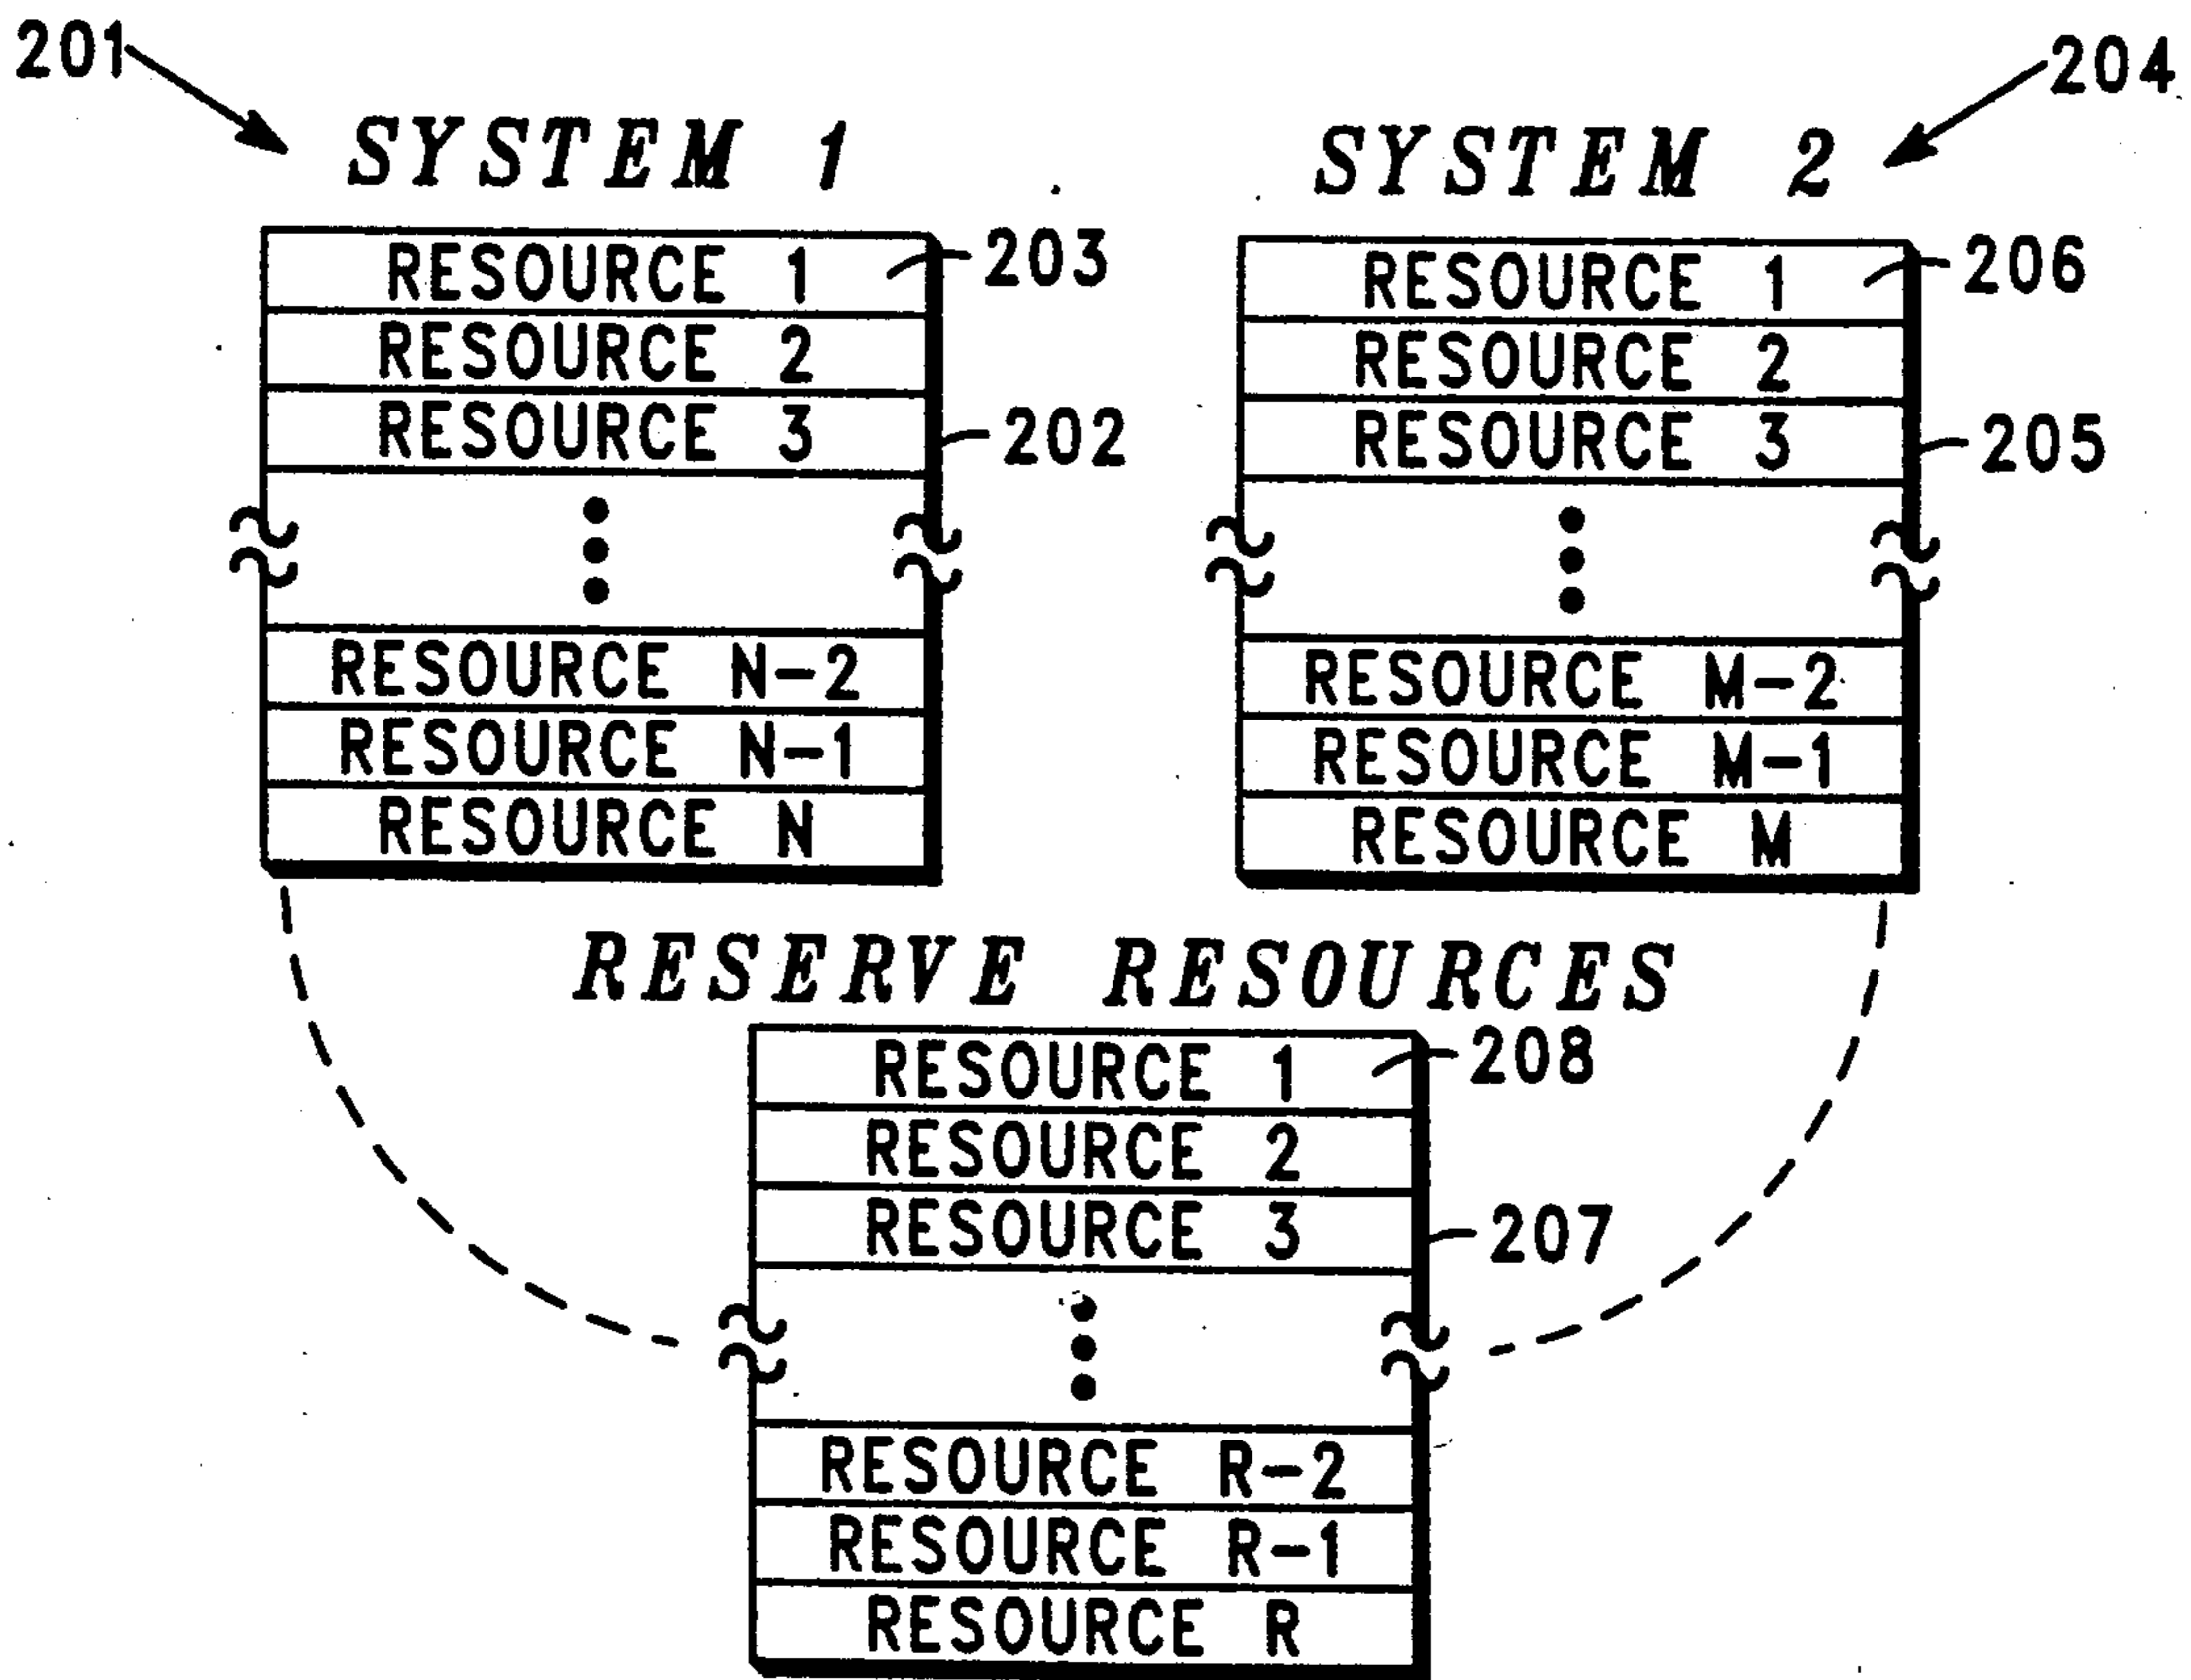 201
204
SYSTEM 1
SYSTEM 2
RESOURCE 1
203
RESOURCE 2
RESOURCE 3
202
RESOURCE N-2
RESOURCE N-1
RESOURCE N
RESOURCE 1
206
RESOURCE 2
RESOURCE 3
205
RESOURCE M-2
RESOURCE M-1
RESOURCE M
RESERVE RESOURCES
RESOURCE 1
208
RESOURCE 2
RESOURCE 3
207
RESOURCE R-2
RESOURCE R-1
RESOURCE R